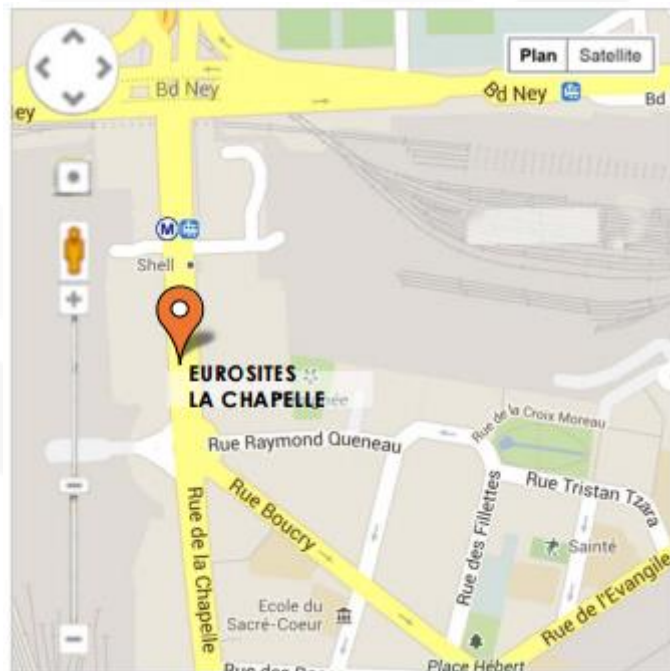 Plan
Satellite
Bd Ney
Bd Ney
Bd
ey
M
Shell
EUROSITES
LA CHAPELLE
Rue de la Croix Moreau
Rue Raymond Queneau
Rue Tristan Tzara
Rue Boucry
Rue de la Chapelle
Rue des Fillettes
Sainté
Rue de l'Evangile
Ecole du
Sacré-Coeur
Place Hébert